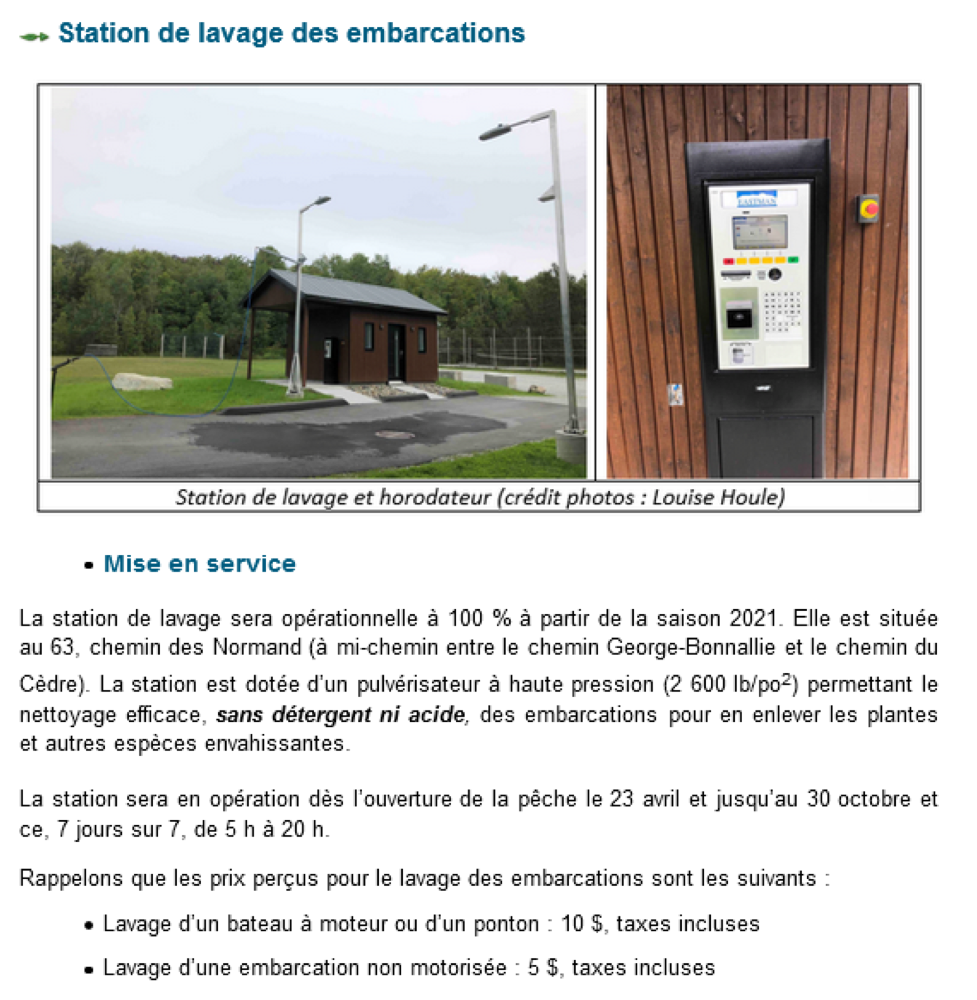 Station de lavage des embarcations
EASTMAN
Station de lavage et horodateur (crédit photos : Louise Houle)
• Mise en service
La station de lavage sera opérationnelle à 100 % à partir de la saison 2021. Elle est située
au 63, chemin des Normand (à mi-chemin entre le chemin George-Bonnallie et le chemin du
Cèdre). La station est dotée d'un pulvérisateur à haute pression (2 600 lb/po²) permettant le
nettoyage efficace, sans détergent ni acide, des embarcations pour en enlever les plantes
et autres espèces envahissantes.
La station sera en opération dès l'ouverture de la pêche le 23 avril et jusqu'au 30 octobre et
ce, 7 jours sur 7, de 5 h à 20 h.
Rappelons que les prix perçus pour le lavage des embarcations sont les suivants :
• Lavage d'un bateau à moteur ou d'un ponton : 10 $, taxes incluses
• Lavage d'une embarcation non motorisée : 5 $, taxes incluses